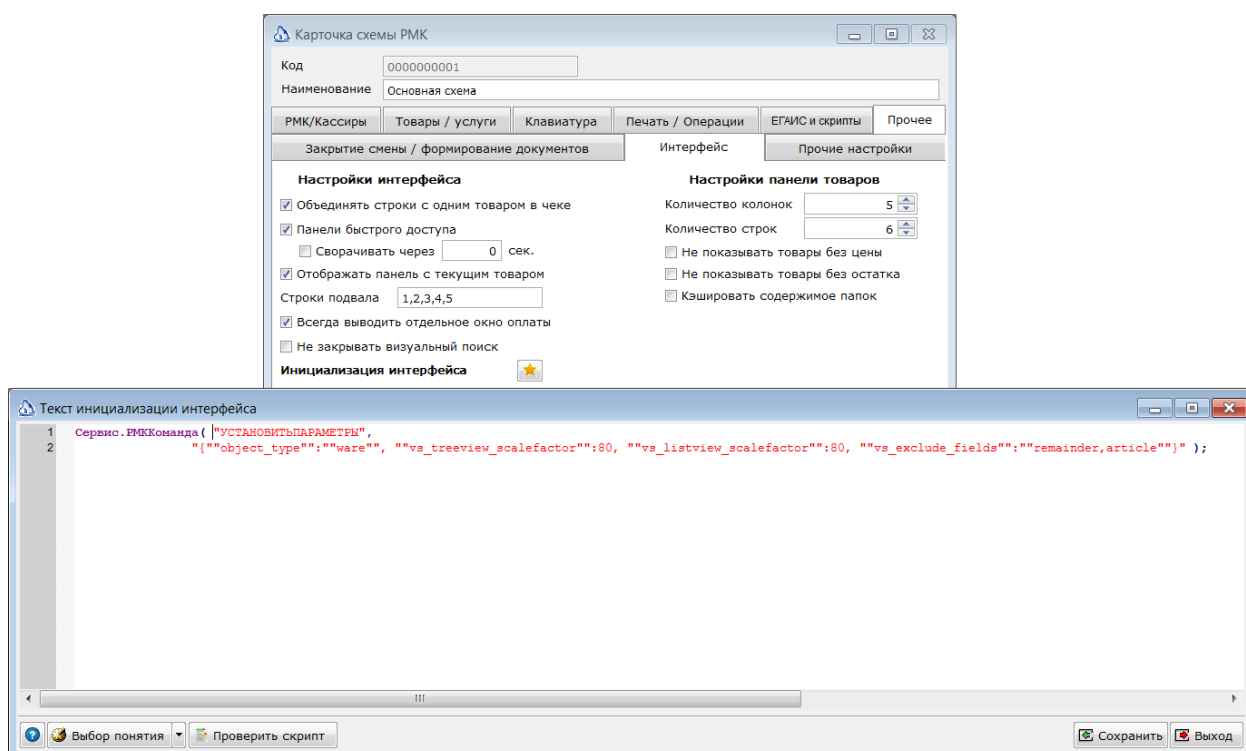 Карточка схемы РМК
Код 0000000001
Наименование Основная схема
РМК/Кассиры Товары / услуги Клавиатура Печать / Операции ЕГАИС и скрипты Прочее
Закрытие смены / формирование документов Интерфейс Прочие настройки
Настройки интерфейса
Объединять строки с одним товаром в чеке
Панели быстрого доступа
Сворачивать через 0 сек.
Отображать панель с текущим товаром
Строки подвала 1,2,3,4,5
Всегда выводить отдельное окно оплаты
Не закрывать визуальный поиск
Инициализация интерфейса
Настройки панели товаров
Количество колонок 5
Количество строк 6
Не показывать товары без цены
Не показывать товары без остатка
Кэшировать содержимое папок
Текст инициализации интерфейса
1 Сервис.РМККоманда( "УСТАНОВИТЬПАРАМЕТРЫ",
2 "{""object_type"":""ware"", ""vs_treeview_scalefactor"":80, ""vs_listview_scalefactor"":80, ""vs_exclude_fields"":""remainder,article""}" );
Выбор понятия Проверить скрипт Сохранить Выход